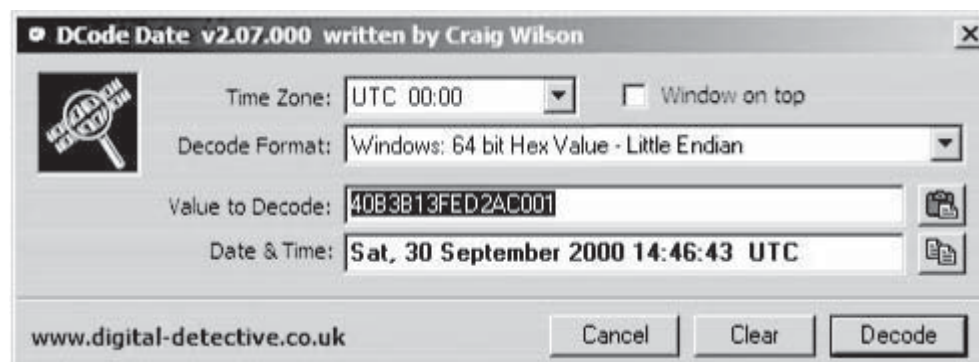 DCode Date v2.07.000 written by Craig Wilson
Time Zone: UTC 00:00 Window on top
Decode Format: Windows: 64 bit Hex Value - Little Endian
Value to Decode: 40B3B13FED2AC001
Date & Time: Sat, 30 September 2000 14:46:43 UTC
www.digital-detective.co.uk Cancel Clear Decode